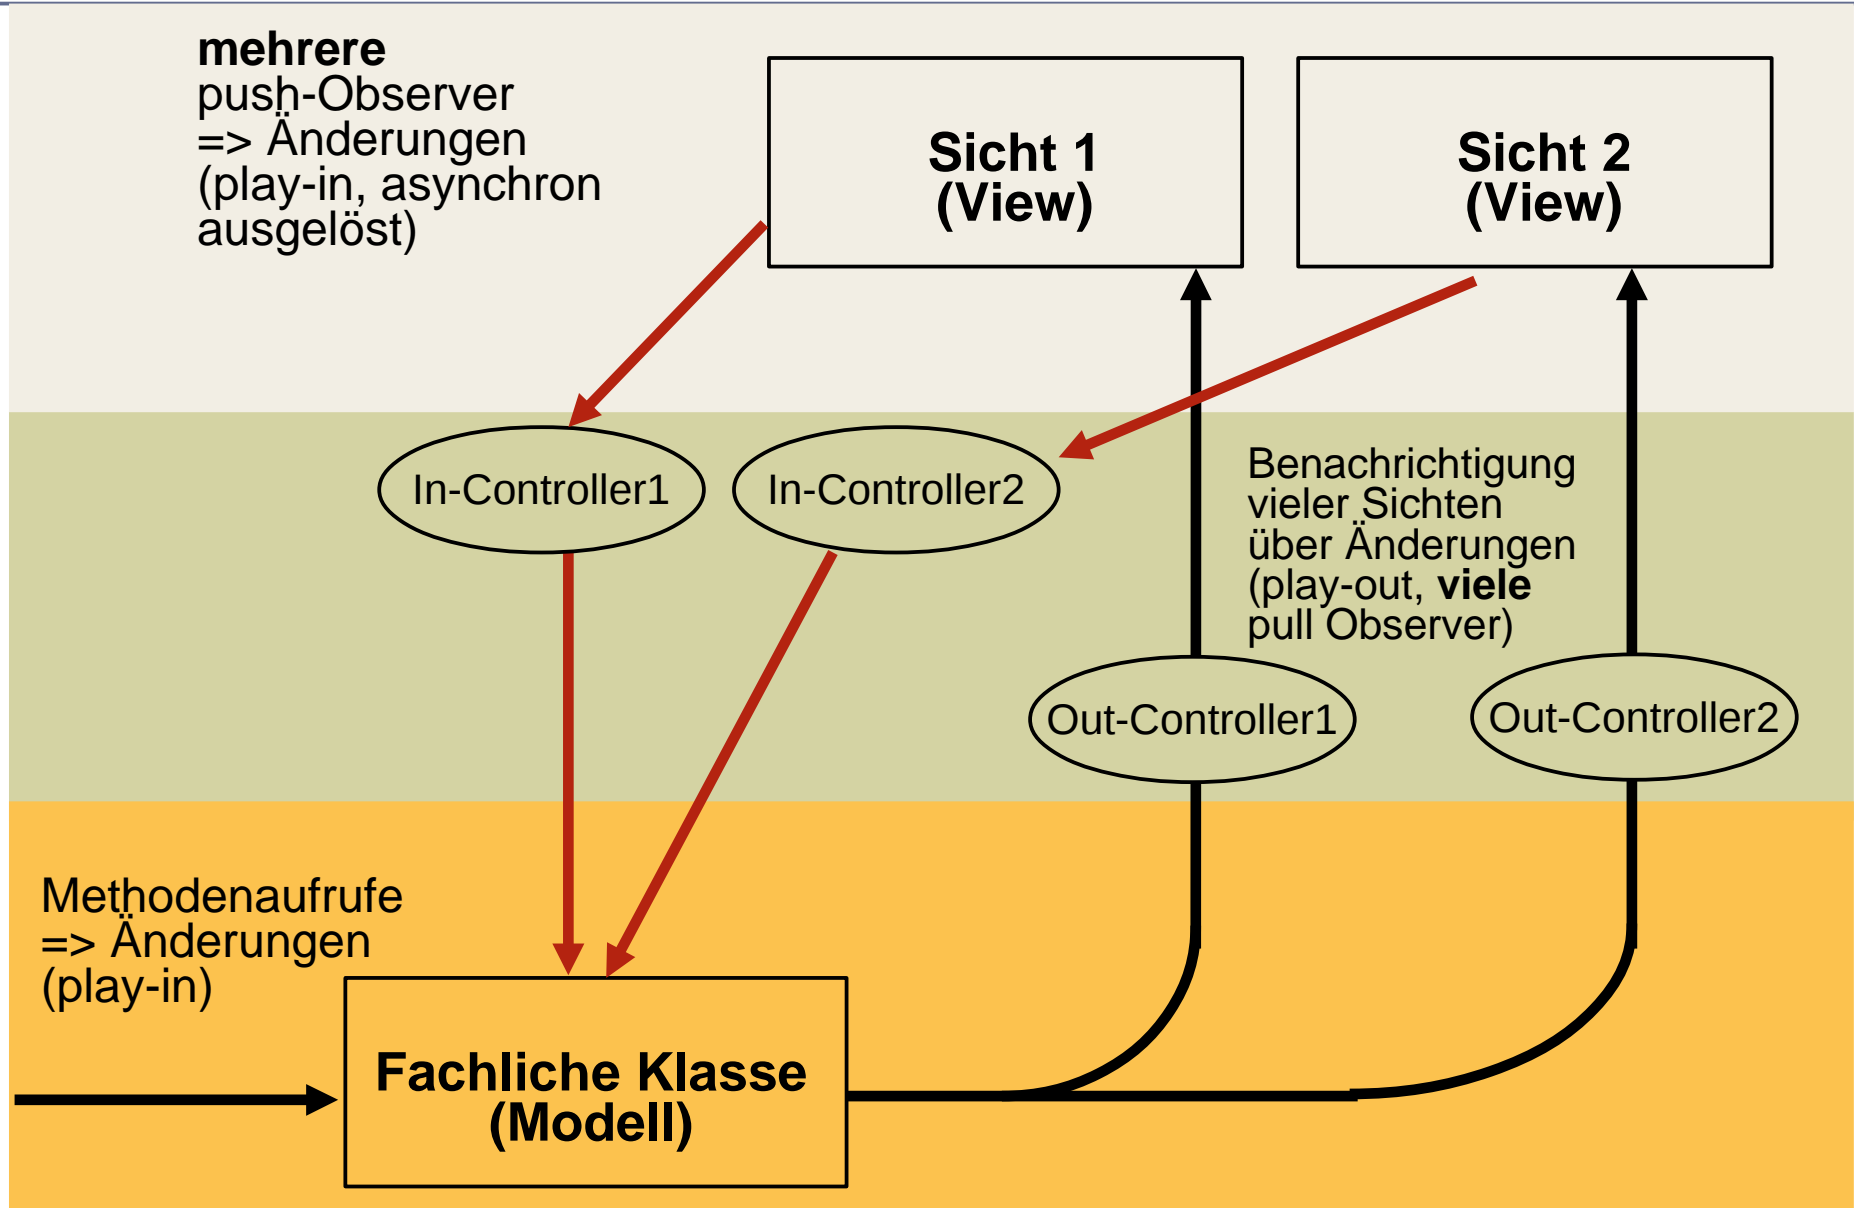 mehrere
push-Observer
=> Änderungen
(play-in, asynchron
ausgelöst)
Sicht 1
(View)
Sicht 2
(View)
In-Controller1
In-Controller2
Benachrichtigung
vieler Sichten
über Änderungen
(play-out, viele
pull Observer)
Out-Controller1
Out-Controller2
Methodenaufrufe
=> Änderungen
(play-in)
Fachliche Klasse
(Modell)